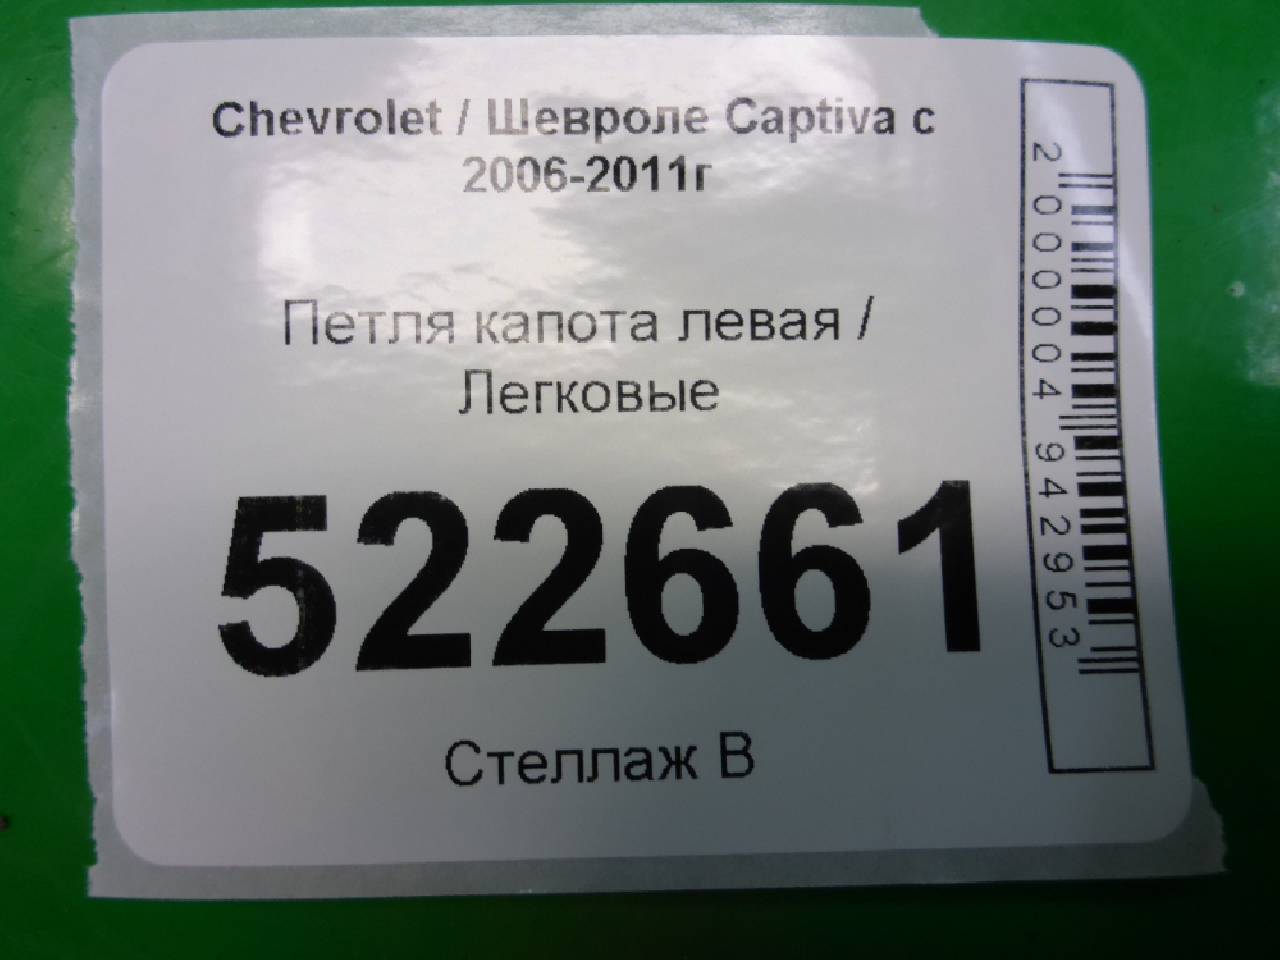 Chevrolet / Шевроле Captiva с
2006-2011г
Петля капота левая /
Легковые
522661
Стеллаж В
2000004942953